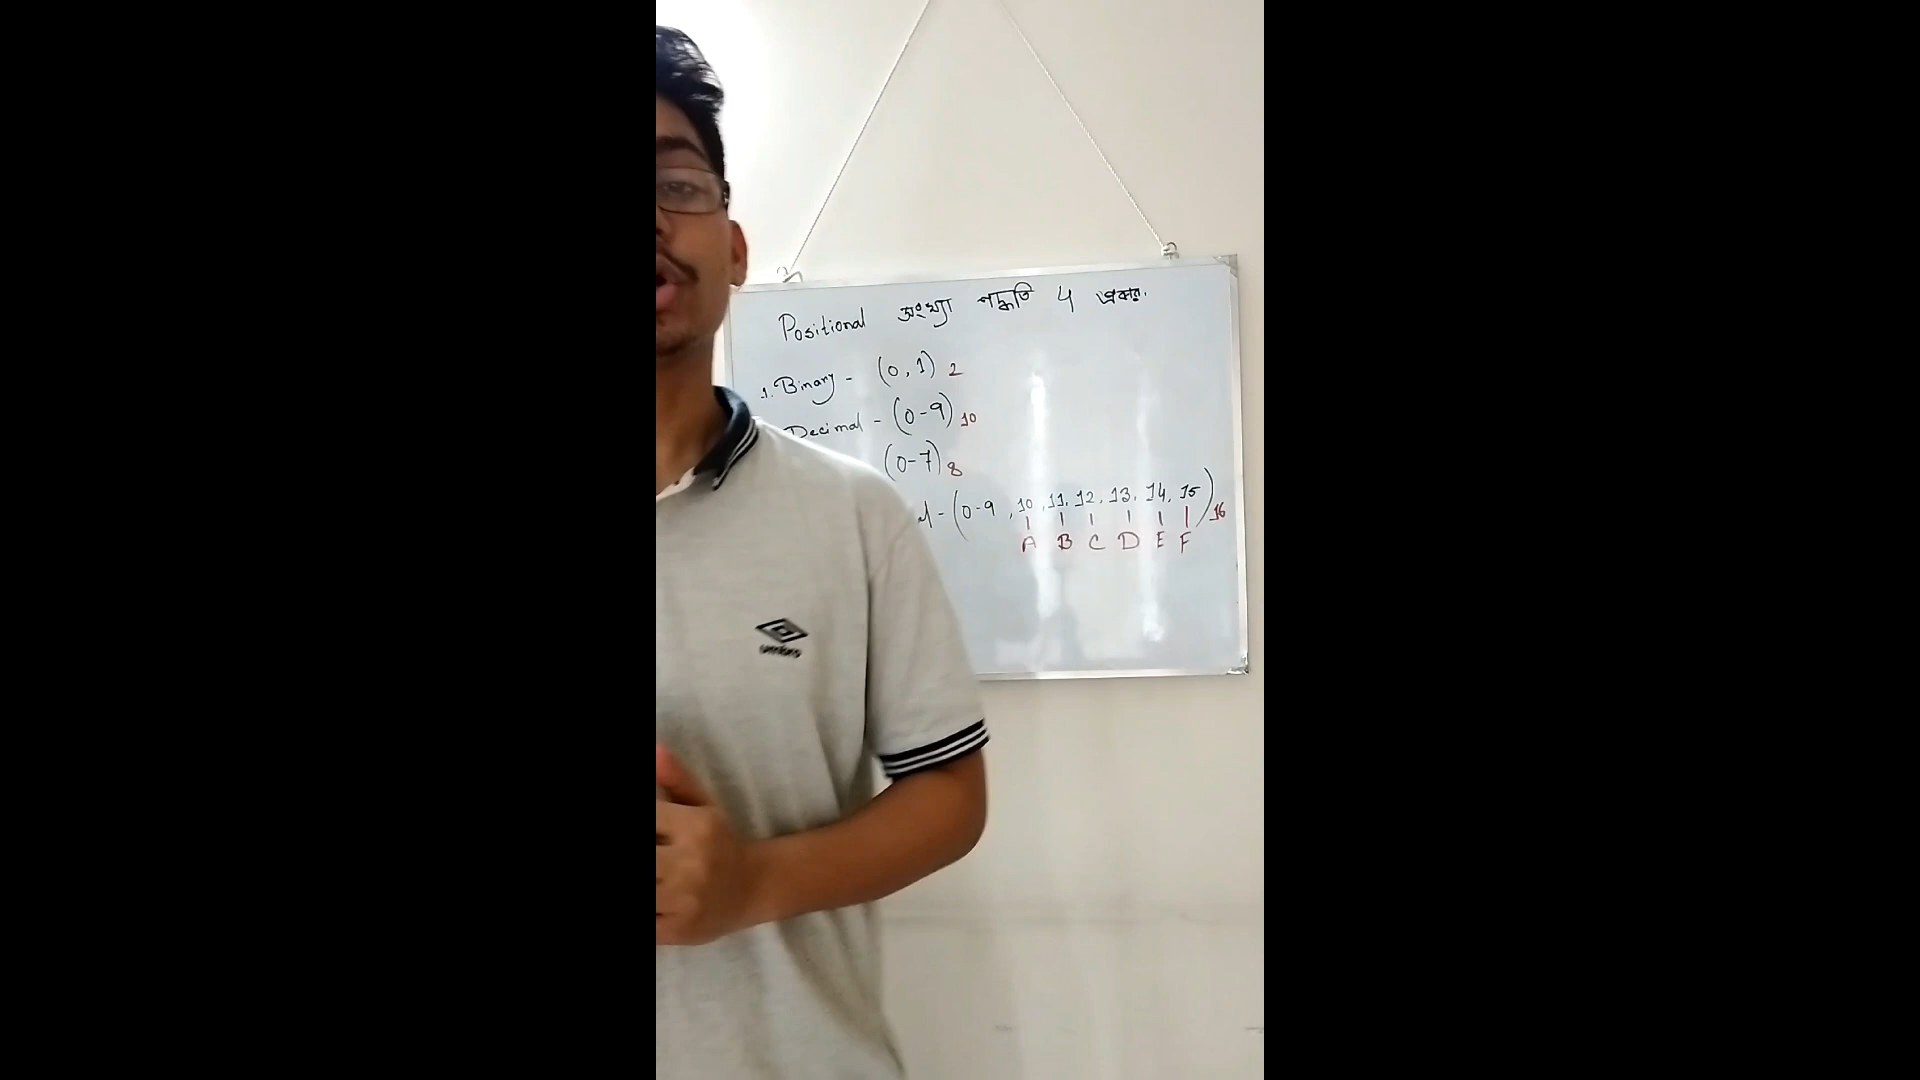 Positional সংখ্যা পদ্ধতি 4 প্রকার.
1. Binary - (0, 1) 2
Decimal - (0-9) 10
(0-7) 8
al - (0-9, 10, 11, 12, 13, 14, 15) 16
A B C D E F
umbro